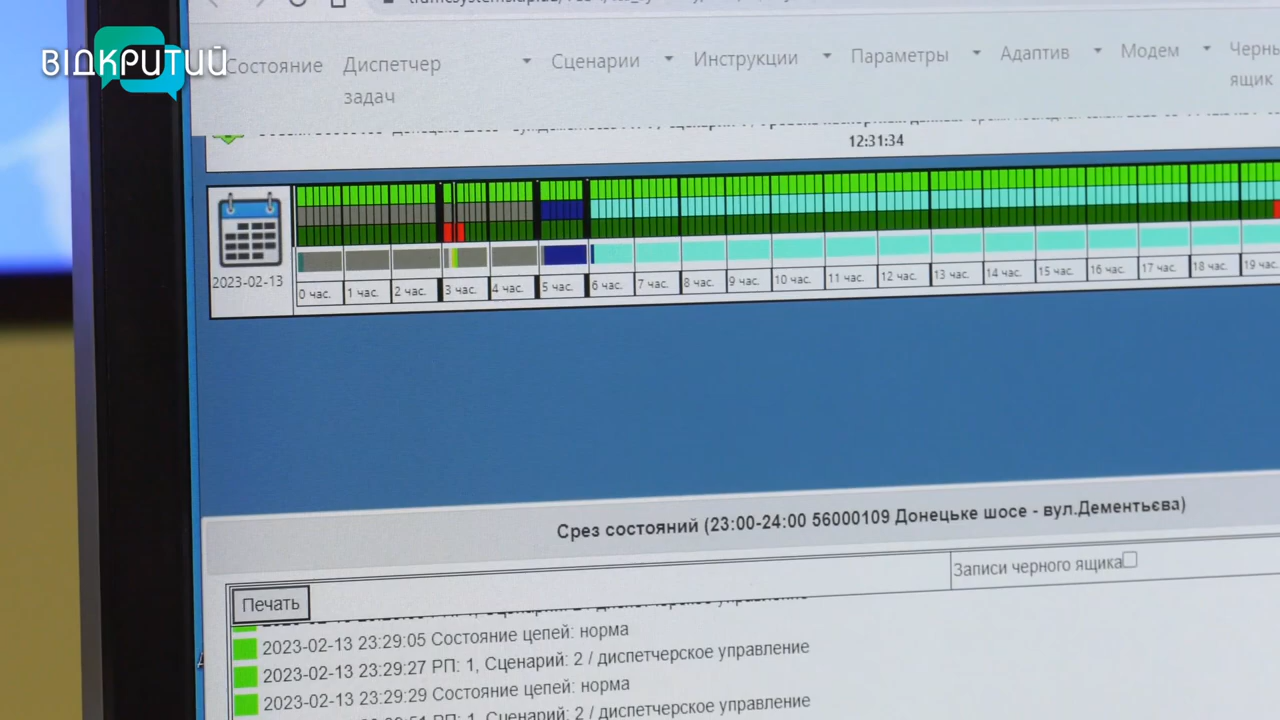 ВІДКРИТИЙ
Состояние Диспетчер задач Сценарии Инструкции Параметры Адаптив Модем Черны ящик
12:31:34
2023-02-13
0 час. 1 час. 2 час. 3 час. 4 час. 5 час. 6 час. 7 час. 8 час. 9 час. 10 час. 11 час. 12 час. 13 час. 14 час. 15 час. 16 час. 17 час. 18 час. 19 час.
Срез состояний (23:00-24:00 56000109 Донецьке шосе - вул.Дементьєва)
Записи черного ящика
Печать
2023-02-13 23:29:05 Состояние цепей: норма
2023-02-13 23:29:27 РП: 1, Сценарий: 2 / диспетчерское управление
2023-02-13 23:29:29 Состояние цепей: норма
РП: 1, Сценарий: 2 / диспетчерское управление